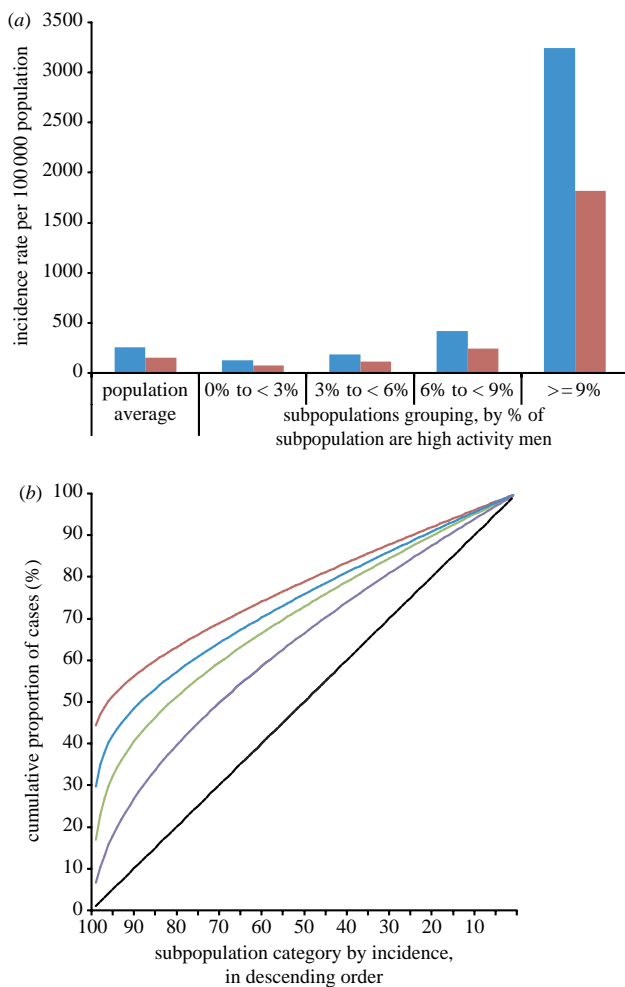 (a)
3500
3000
2500
2000
1500
1000
500
0
incidence rate per 100 000 population
population
average
0% to < 3%
3% to < 6%
6% to < 9%
>= 9%
subpopulations grouping, by % of
subpopulation are high activity men
(b)
100
90
80
70
60
50
40
30
20
10
0
cumulative proportion of cases (%)
100 90 80 70 60 50 40 30 20 10
subpopulation category by incidence,
in descending order